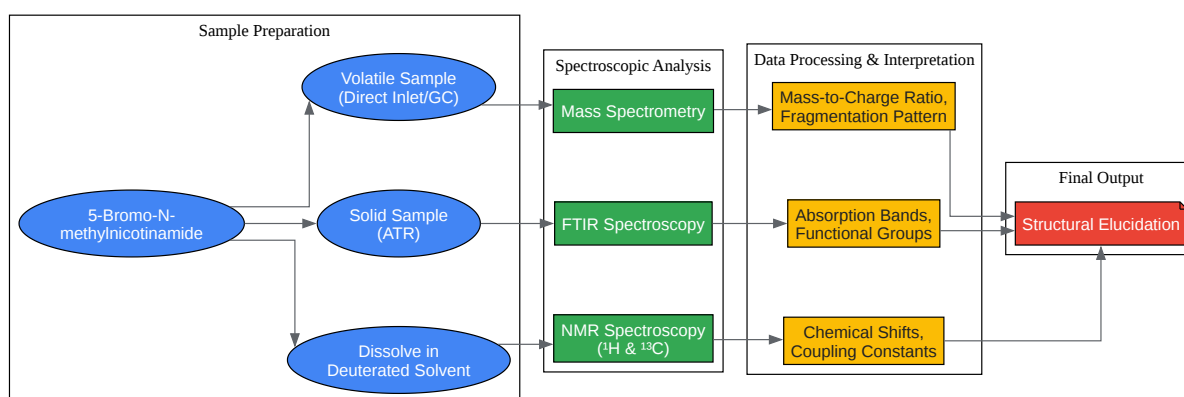 Sample Preparation
5-Bromo-N-
methylnicotinamide
Volatile Sample
(Direct Inlet/GC)
Solid Sample
(ATR)
Dissolve in
Deuterated Solvent
Spectroscopic Analysis
Mass Spectrometry
FTIR Spectroscopy
NMR Spectroscopy
(¹H & ¹³C)
Data Processing & Interpretation
Mass-to-Charge Ratio,
Fragmentation Pattern
Absorption Bands,
Functional Groups
Chemical Shifts,
Coupling Constants
Final Output
Structural Elucidation